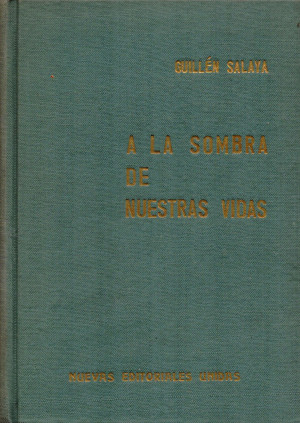 GUILLÉN SALAYA
A LA SOMBRA
DE
NUESTRAS VIDAS
NUEVAS EDITORIALES UNIDAS